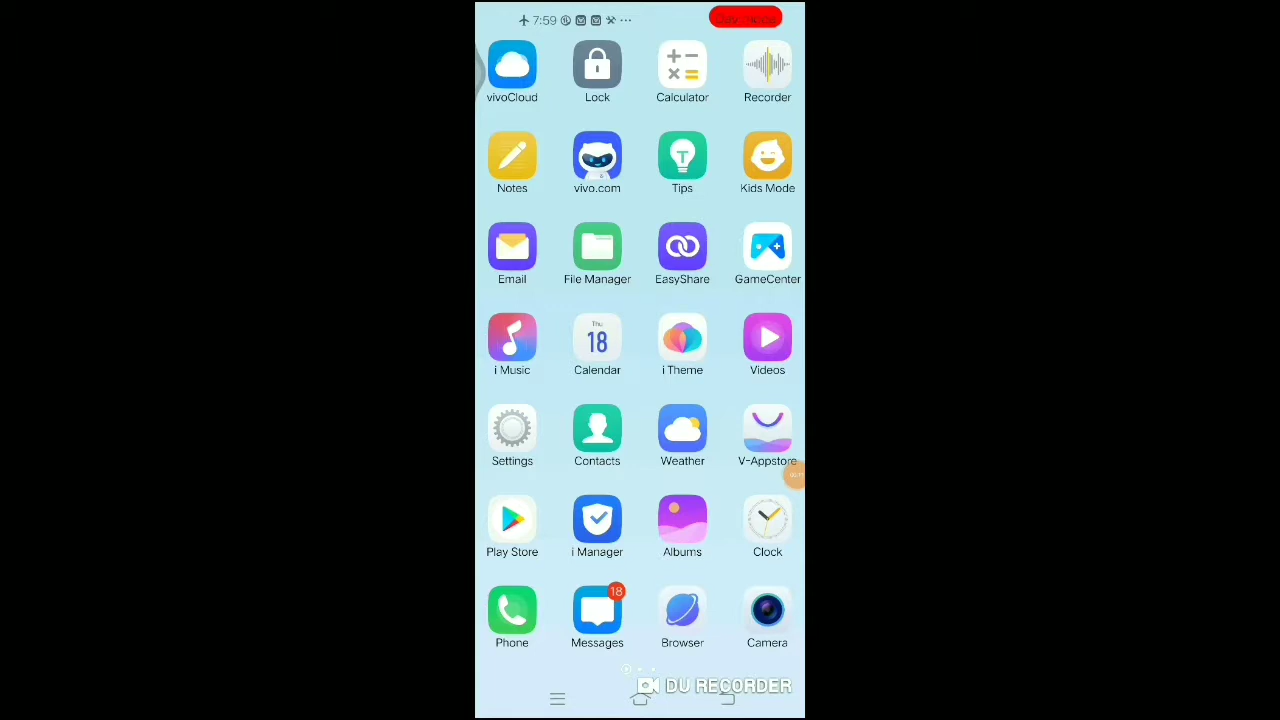 7:59
vivoCloud Lock Calculator Recorder
Notes vivo.com Tips Kids Mode
Email File Manager EasyShare GameCenter
Thu
18
i Music Calendar i Theme Videos
Settings Contacts Weather V-Appstore
Play Store i Manager Albums Clock
18
Phone Messages Browser Camera
DU RECORDER